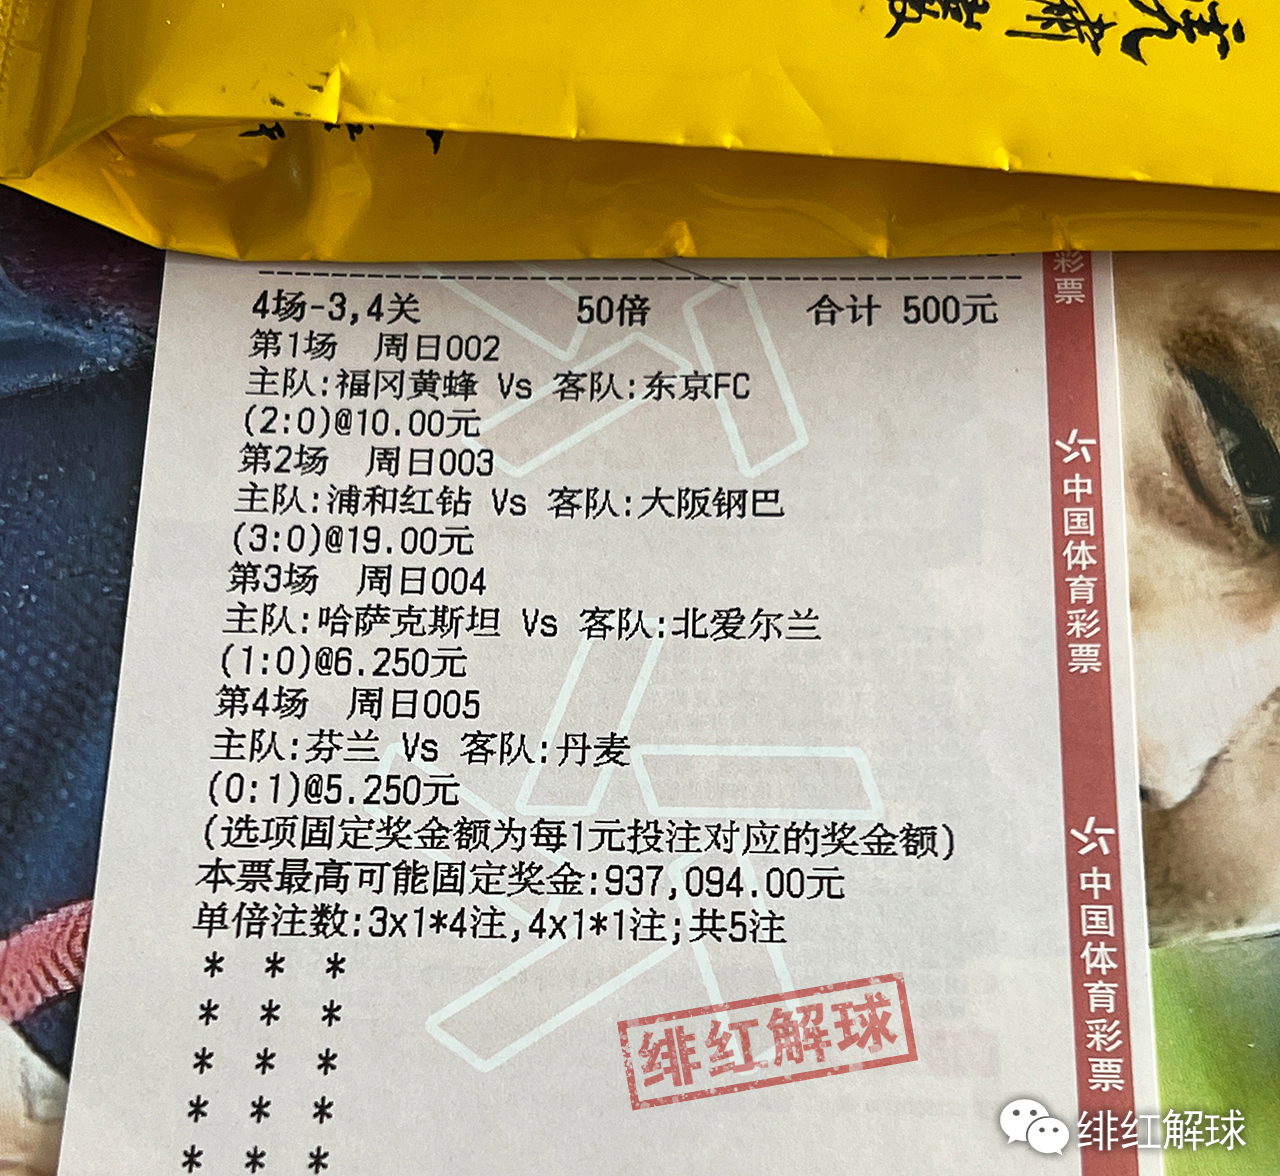 4场-3,4关 50倍 合计 500元
第1场 周日002
主队:福冈黄蜂 Vs 客队:东京FC
(2:0)@10.00元
第2场 周日003
主队:浦和红钻 Vs 客队:大阪钢巴
(3:0)@19.00元
第3场 周日004
主队:哈萨克斯坦 Vs 客队:北爱尔兰
(1:0)@6.250元
第4场 周日005
主队:芬兰 Vs 客队:丹麦
(0:1)@5.250元
(选项固定奖金额为每1元投注对应的奖金额)
本票最高可能固定奖金:937,094.00元
单倍注数:3x1*4注,4x1*1注;共5注
* * *
* * *
* * *
* * *
* * *
彩票
中国体育彩票
中国体育彩票
绯红解球
绯红解球